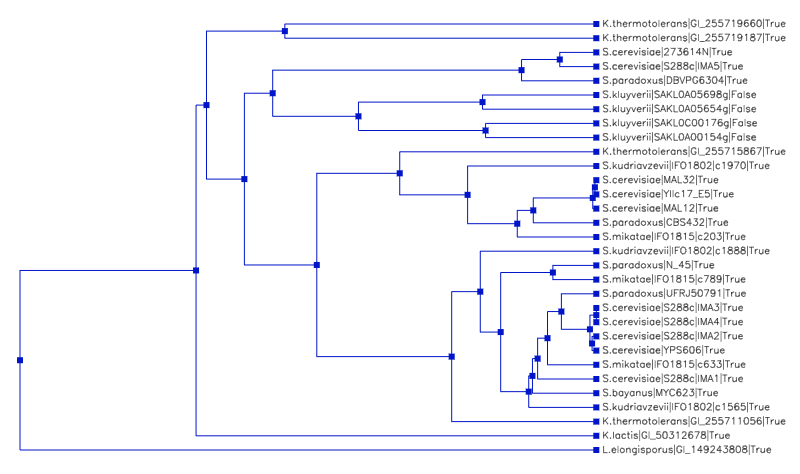 K.thermotolerans|GI_255719660|True
K.thermotolerans|GI_255719187|True
S.cerevisiae|273614N|True
S.cerevisiae|S288c|IMA5|True
S.paradoxus|DBVPG6304|True
S.kluyverii|SAKL0A05698g|False
S.kluyverii|SAKL0A05654g|False
S.kluyverii|SAKL0C00176g|False
S.kluyverii|SAKL0A00154g|False
K.thermotolerans|GI_255715867|True
S.kudriavzevii|IFO1802|c1970|True
S.cerevisiae|MAL32|True
S.cerevisiae|YIlc17_E5|True
S.cerevisiae|MAL12|True
S.paradoxus|CBS432|True
S.mikatae|IFO1815|c203|True
S.kudriavzevii|IFO1802|c1888|True
S.paradoxus|N_45|True
S.mikatae|IFO1815|c789|True
S.paradoxus|UFRJ50791|True
S.cerevisiae|S288c|IMA3|True
S.cerevisiae|S288c|IMA4|True
S.cerevisiae|S288c|IMA2|True
S.cerevisiae|YPS606|True
S.mikatae|IFO1815|c633|True
S.cerevisiae|S288c|IMA1|True
S.bayanus|MYC623|True
S.kudriavzevii|IFO1802|c1565|True
K.thermotolerans|GI_255711056|True
K.lactis|GI_50312678|True
L.elongisporus|GI_149243808|True